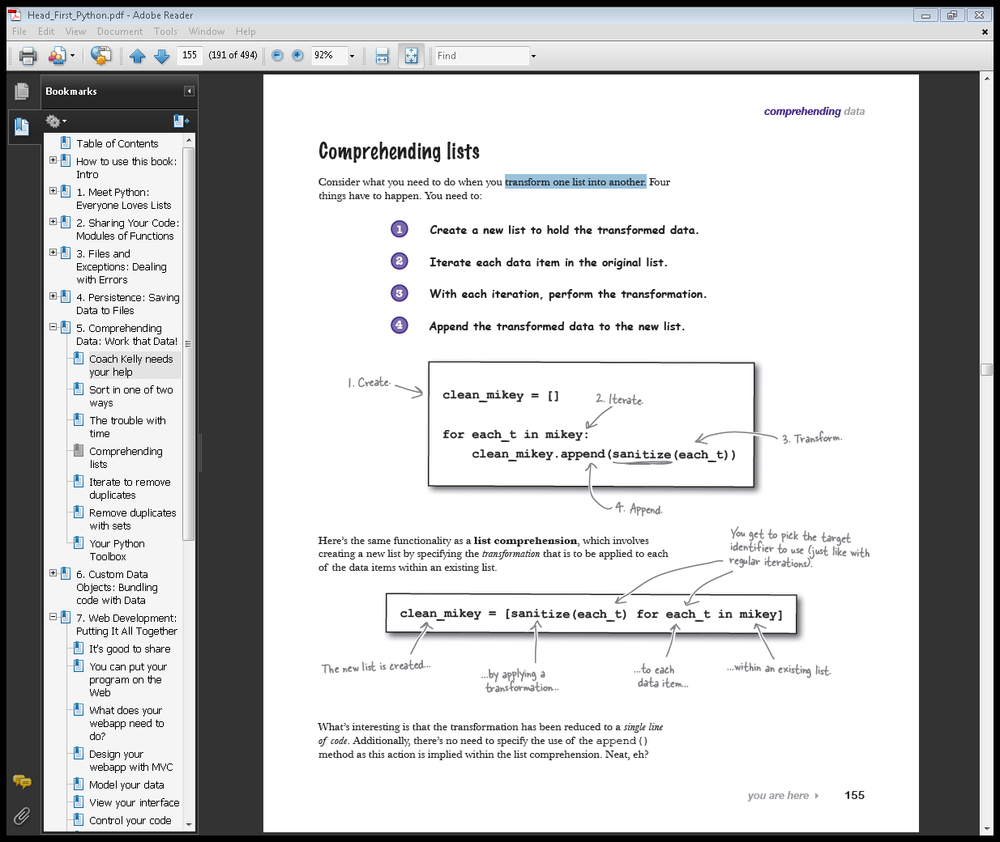 Head_First_Python.pdf - Adobe Reader
File Edit View Document Tools Window Help
155 (191 of 494) 92% Find
Bookmarks
Table of Contents
How to use this book:
Intro
1. Meet Python:
Everyone Loves Lists
2. Sharing Your Code:
Modules of Functions
3. Files and
Exceptions: Dealing
with Errors
4. Persistence: Saving
Data to Files
5. Comprehending
Data: Work that Data!
Coach Kelly needs
your help
Sort in one of two
ways
The trouble with
time
Comprehending
lists
Iterate to remove
duplicates
Remove duplicates
with sets
Your Python
Toolbox
6. Custom Data
Objects: Bundling
code with Data
7. Web Development:
Putting It All Together
It's good to share
You can put your
program on the
Web
What does your
webapp need to
do?
Design your
webapp with MVC
Model your data
View your interface
Control your code
comprehending data
Comprehending lists
Consider what you need to do when you transform one list into another. Four
things have to happen. You need to:
1 Create a new list to hold the transformed data.
2 Iterate each data item in the original list.
3 With each iteration, perform the transformation.
4 Append the transformed data to the new list.
1. Create.
clean_mikey = []
2. Iterate.
for each_t in mikey:
3. Transform.
clean_mikey.append(sanitize(each_t))
4. Append.
Here's the same functionality as a list comprehension, which involves
creating a new list by specifying the transformation that is to be applied to each
of the data items within an existing list.
You get to pick the target
identifier to use (just like with
regular iterations).
clean_mikey = [sanitize(each_t) for each_t in mikey]
The new list is created...
...by applying a
transformation...
...to each
data item...
...within an existing list.
What's interesting is that the transformation has been reduced to a single line
of code. Additionally, there's no need to specify the use of the append()
method as this action is implied within the list comprehension. Neat, eh?
you are here 155